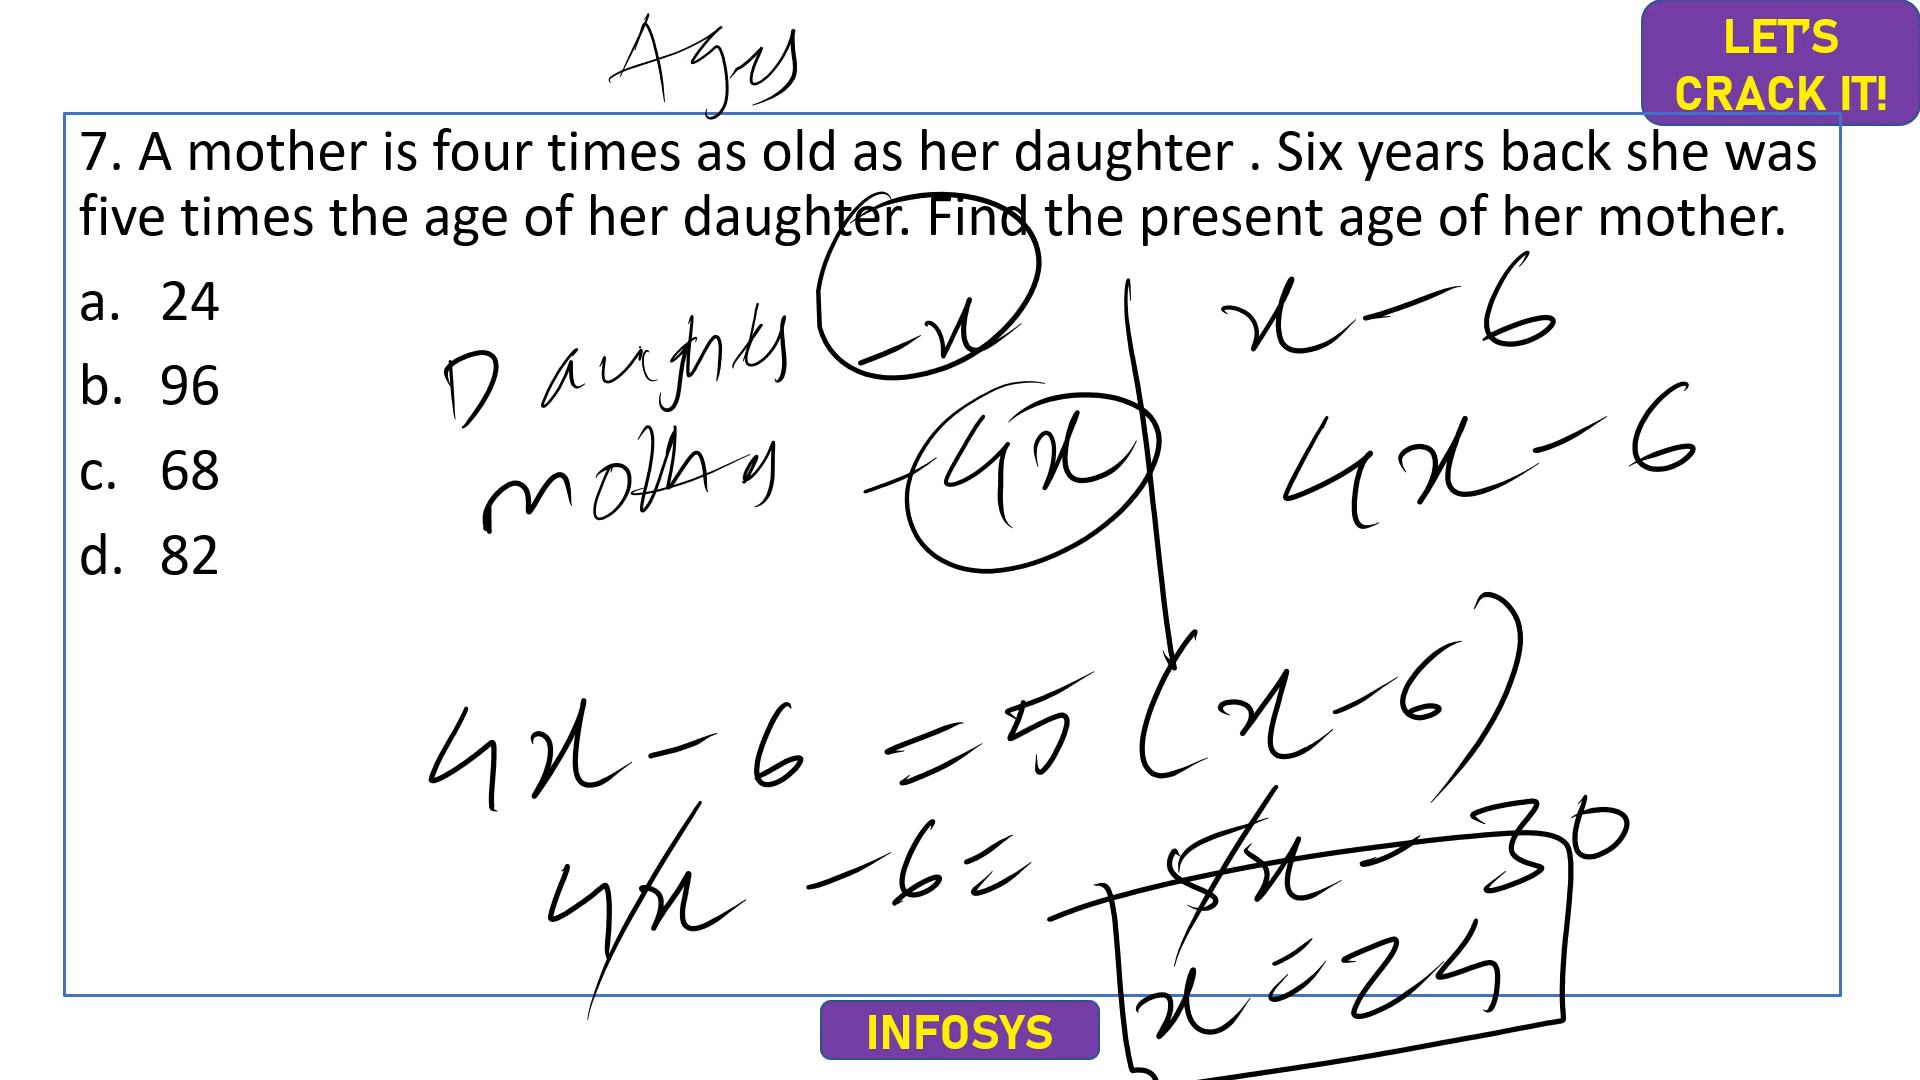 Ages
LET'S
CRACK IT!
7. A mother is four times as old as her daughter . Six years back she was
five times the age of her daughter. Find the present age of her mother.
a. 24
b. 96
c. 68
d. 82
Daughter - x
x - 6
mother - 4x
4x - 6
4x - 6 = 5 (x - 6)
4x - 6 = 5x - 30
x = 24
INFOSYS